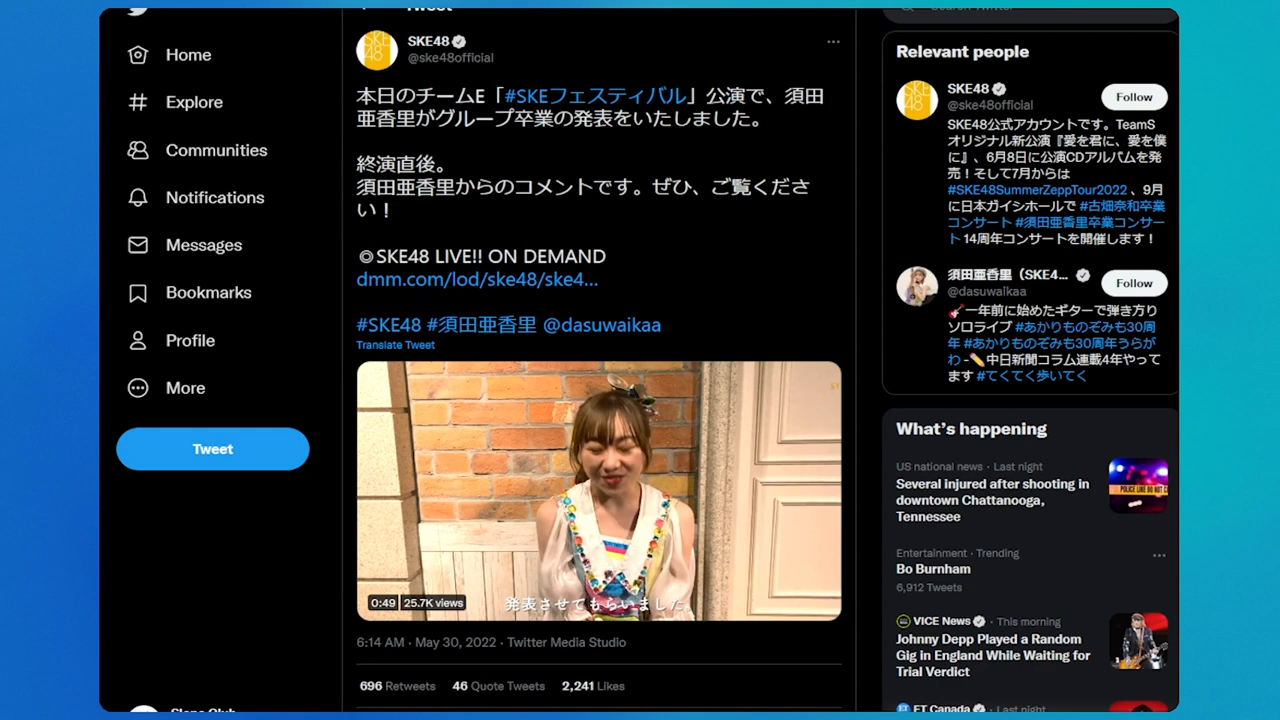 Tweet
Home
Explore
Communities
Notifications
Messages
Bookmarks
Profile
More
Tweet
SKE48
@ske48official
本日のチームE「#SKEフェスティバル」公演で、須田
亜香里がグループ卒業の発表をいたしました。
終演直後。
須田亜香里からのコメントです。ぜひ、ご覧くださ
い！
◎SKE48 LIVE!! ON DEMAND
dmm.com/lod/ske48/ske4...
#SKE48 #須田亜香里 @dasuwaikaa
Translate Tweet
0:49 25.7K views
発表させてもらいました。
6:14 AM · May 30, 2022 · Twitter Media Studio
696 Retweets 46 Quote Tweets 2,241 Likes
Search Twitter
Relevant people
SKE48
@ske48official
Follow
SKE48公式アカウントです。TeamS
オリジナル新公演『愛を君に、愛を僕
に』、6月8日に公演CDアルバムを発
売！そして7月からは
#SKE48SummerZeppTour2022 、9月
に日本ガイシホールで #古畑奈和卒業
コンサート #須田亜香里卒業コンサー
ト 14周年コンサートを開催します！
須田亜香里（SKE4...
@dasuwaikaa
Follow
🎸一年前に始めたギターで弾き方り
ソロライブ #あかりものぞみも30周
年 #あかりものぞみも30周年うらが
わ -✏️中日新聞コラム連載4年やって
ます #てくてく歩いてく
What's happening
US national news · Last night
Several injured after shooting in
downtown Chattanooga,
Tennessee
POLICE LINE DO NOT C
Entertainment · Trending
Bo Burnham
6,912 Tweets
VICE News · This morning
Johnny Depp Played a Random
Gig in England While Waiting for
Trial Verdict
ET Canada · Last night